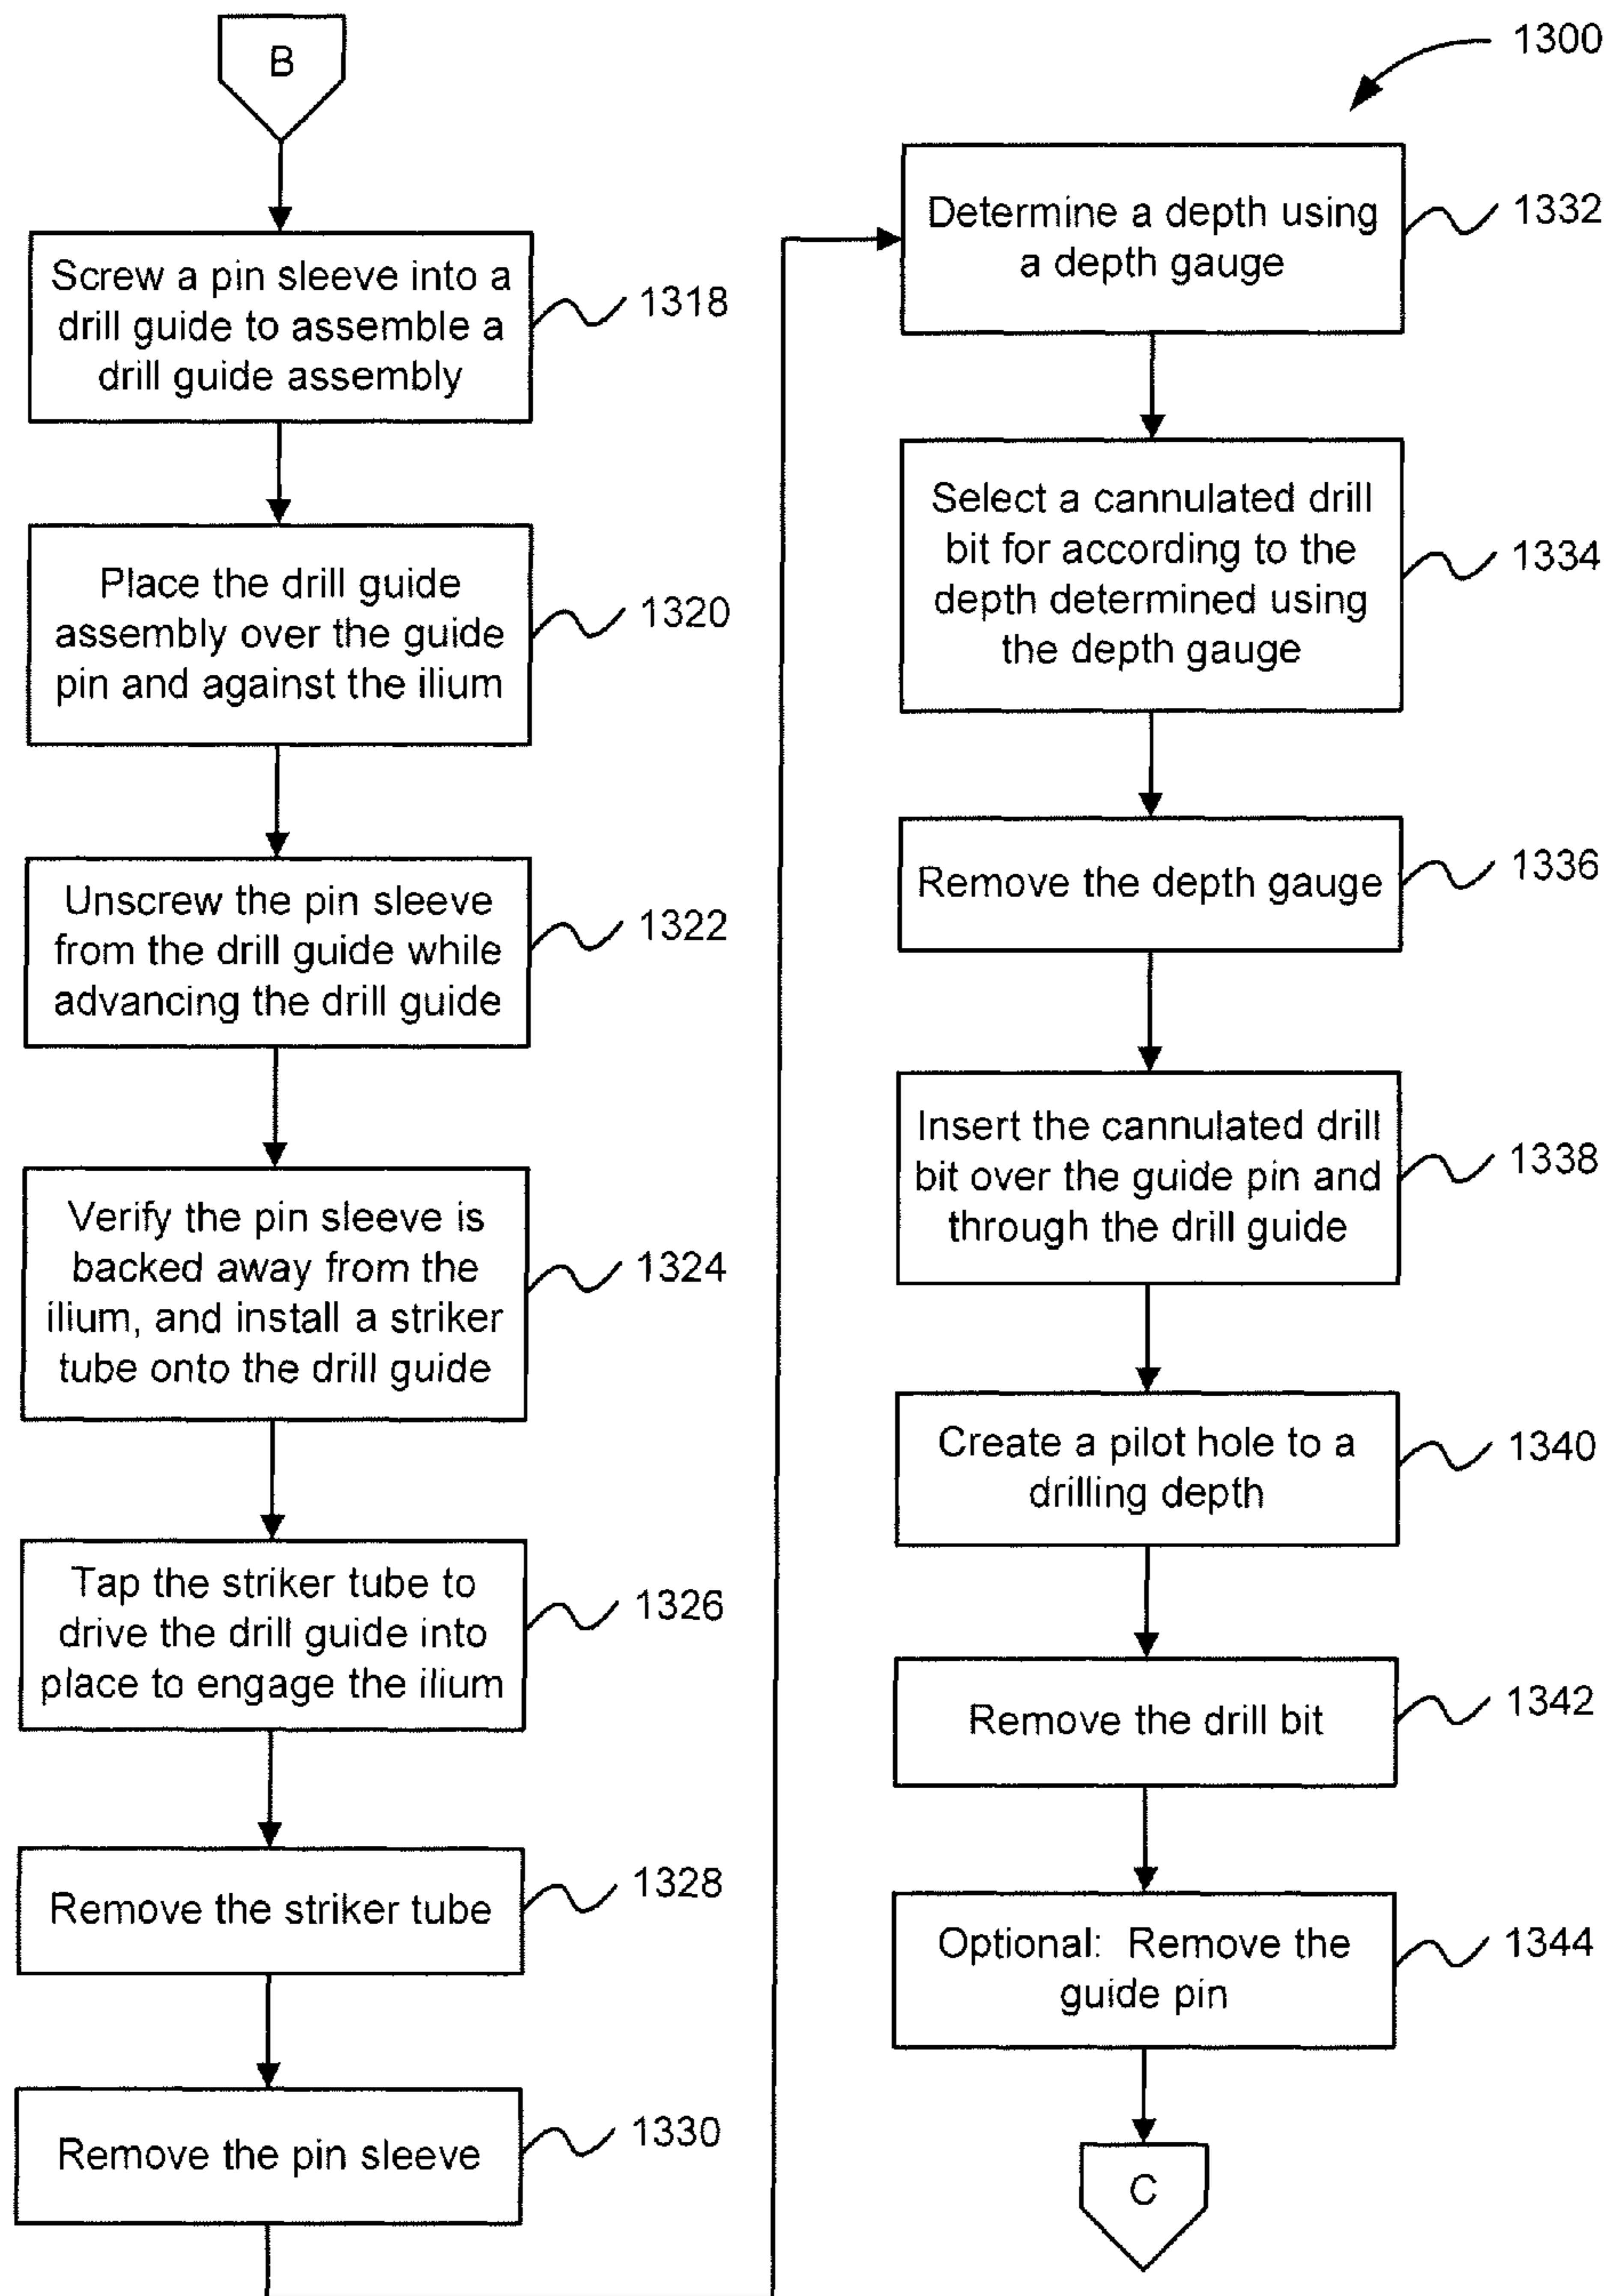 B
Screw a pin sleeve into a
drill guide to assemble a
drill guide assembly
1318
Place the drill guide
assembly over the guide
pin and against the ilium
1320
Unscrew the pin sleeve
from the drill guide while
advancing the drill guide
1322
Verify the pin sleeve is
backed away from the
ilium, and install a striker
tube onto the drill guide
1324
Tap the striker tube to
drive the drill guide into
place to engage the ilium
1326
Remove the striker tube
1328
Remove the pin sleeve
1330
1300
Determine a depth using
a depth gauge
1332
Select a cannulated drill
bit for according to the
depth determined using
the depth gauge
1334
Remove the depth gauge
1336
Insert the cannulated drill
bit over the guide pin and
through the drill guide
1338
Create a pilot hole to a
drilling depth
1340
Remove the drill bit
1342
Optional: Remove the
guide pin
1344
C